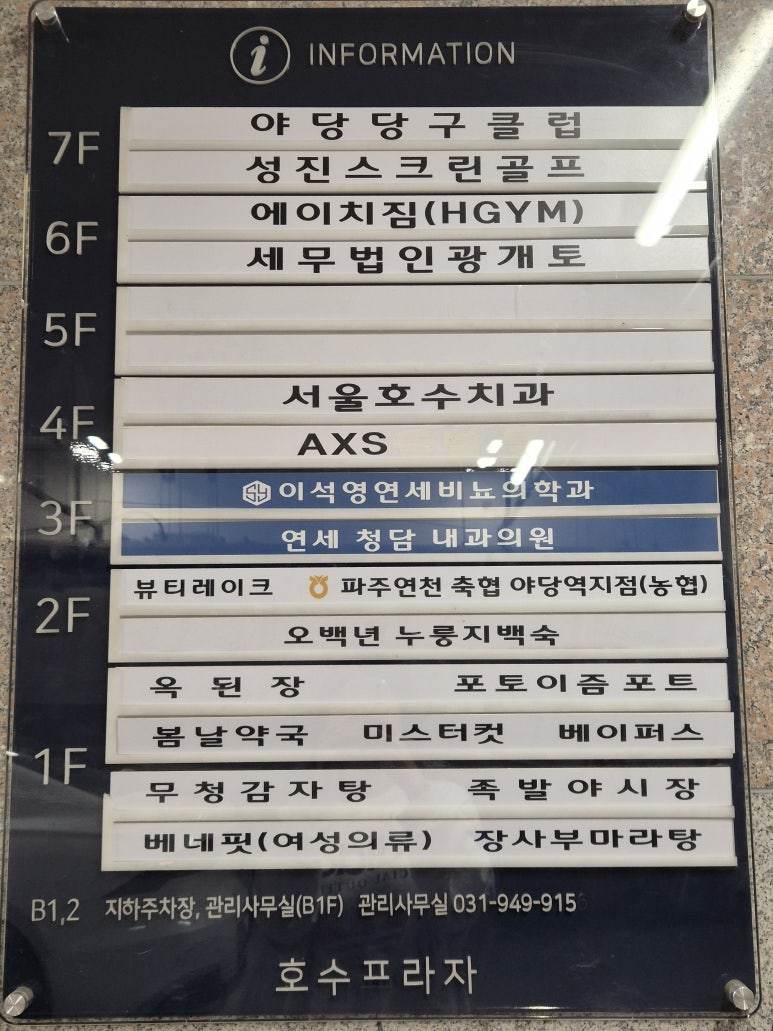 INFORMATION
7F
야당당구클럽
성진스크린골프
6F
에이치짐(HGYM)
세무법인광개토
5F
4F
서울호수치과
AXS
3F
이석영연세비뇨의학과
연세 청담 내과의원
2F
뷰티레이크 파주연천 축협 야당역지점(농협)
오백년 누룽지백숙
1F
옥된장 포토이즘포트
봄날약국 미스터컷 베이퍼스
무청감자탕 족발야시장
베네핏(여성의류) 장사부마라탕
B1,2 지하주차장, 관리사무실(B1F) 관리사무실 031-949-9156
호수프라자